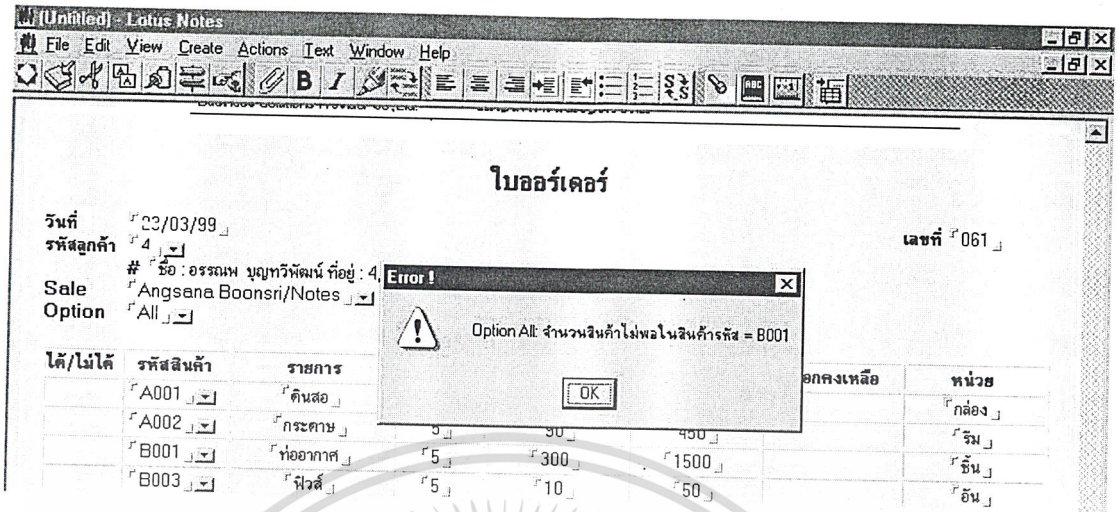 (Untitled) - Lotus Notes
File Edit View Create Actions Text Window Help
ใบออร์เดอร์
วันที่ 23/03/99
รหัสลูกค้า 4 เลขที่ 061
# ชื่อ : อรรณพ บุญทวีพัฒน์ ที่อยู่ : 4
Sale Angsana Boonsri/Notes
Option All
Error !
Option All: จำนวนสินค้าไม่พอในสินค้ารหัส = B001
OK
ได้/ไม่ได้ รหัสสินค้า รายการ อกคงเหลือ หน่วย
A001 ดินสอ กล่อง
A002 กระดาษ 5 90 450 รีม
B001 ท่ออากาศ 5 300 1500 ชิ้น
B003 ฟิวส์ 5 10 50 อัน